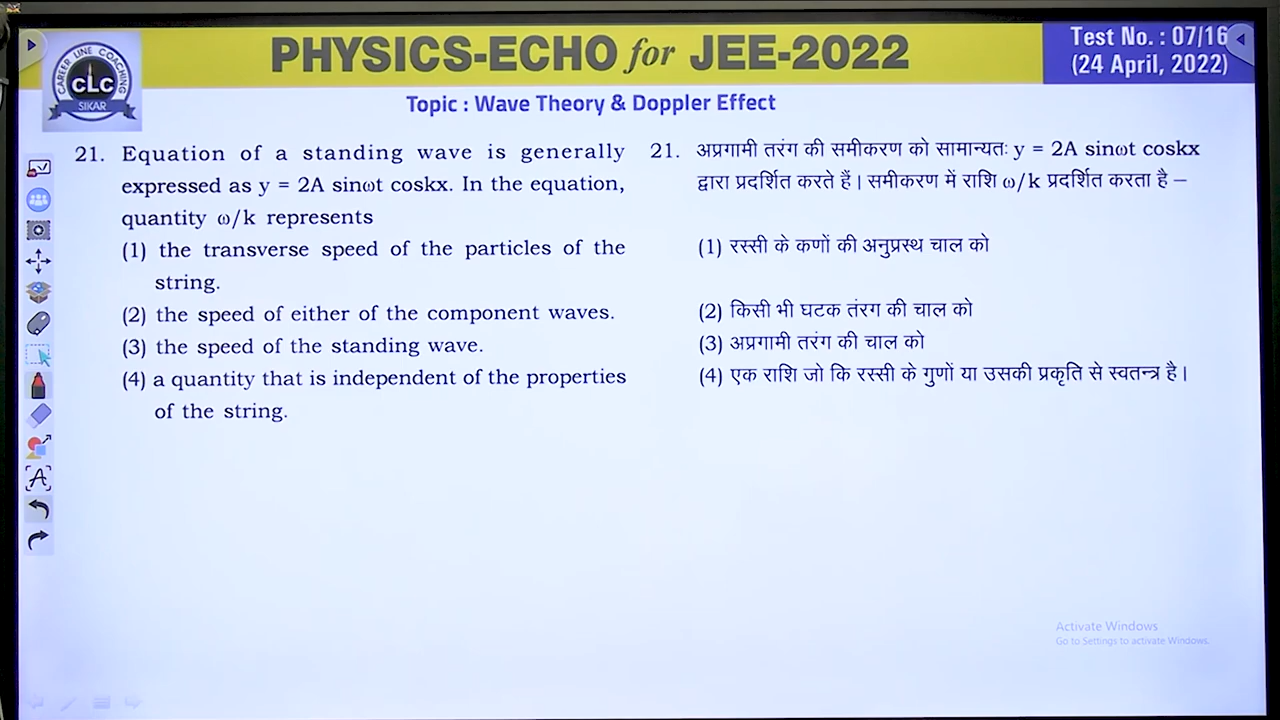 PHYSICS-ECHO for JEE-2022
Test No. : 07/16
(24 April, 2022)
CAREER LINE COACHING
CLC
SIKAR
Topic : Wave Theory & Doppler Effect
21. Equation of a standing wave is generally
expressed as y = 2A sinωt coskx. In the equation,
quantity ω/k represents
(1) the transverse speed of the particles of the
string.
(2) the speed of either of the component waves.
(3) the speed of the standing wave.
(4) a quantity that is independent of the properties
of the string.
21. अप्रगामी तरंग की समीकरण को सामान्यतः y = 2A sinωt coskx
द्वारा प्रदर्शित करते हैं। समीकरण में राशि ω/k प्रदर्शित करता है –
(1) रस्सी के कणों की अनुप्रस्थ चाल को
(2) किसी भी घटक तंरग की चाल को
(3) अप्रगामी तरंग की चाल को
(4) एक राशि जो कि रस्सी के गुणों या उसकी प्रकृति से स्वतन्त्र है।
A
Activate Windows
Go to Settings to activate Windows.